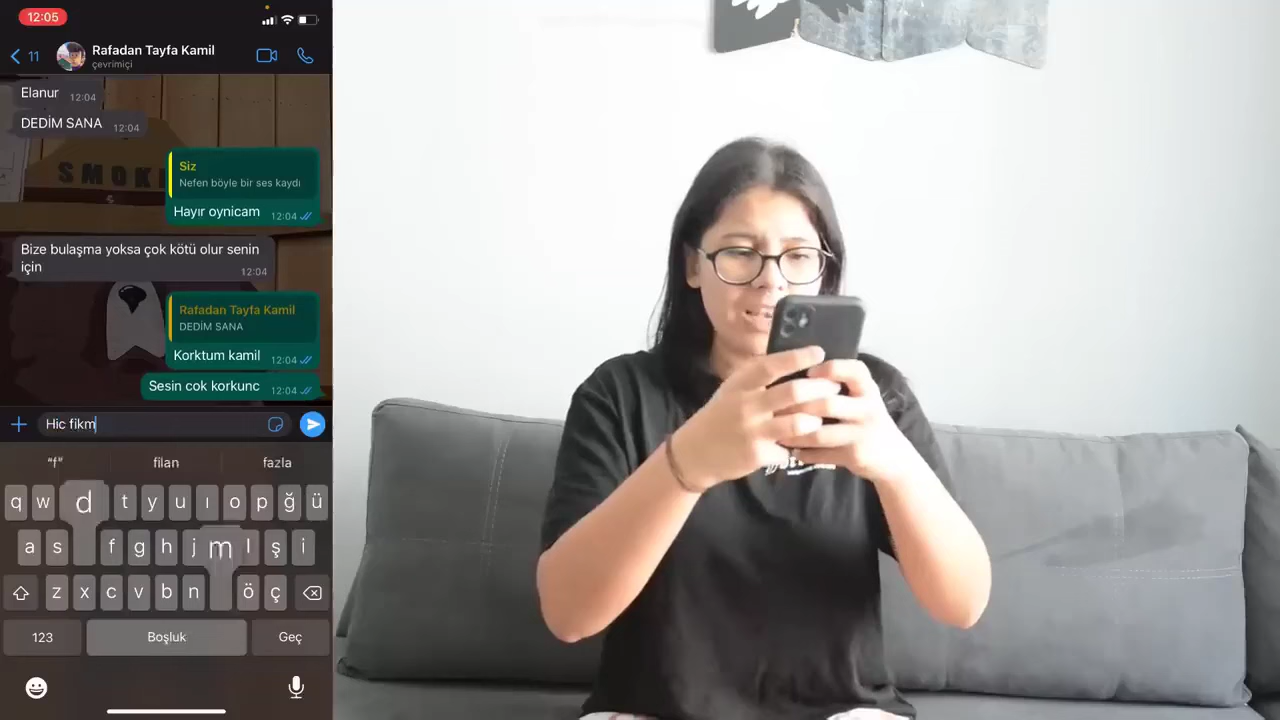 12:05
11
Rafadan Tayfa Kamil
çevrimiçi
Elanur 12:04
DEDİM SANA 12:04
SMOK
Siz
Nefen böyle bir ses kaydı
Hayır oynicam 12:04
Bize bulaşma yoksa çok kötü olur senin
için 12:04
Rafadan Tayfa Kamil
DEDİM SANA
Korktum kamil 12:04
Sesin cok korkunc 12:04
Hic fikm
“f” filan fazla
q w d t y u ı o p ğ ü
a s f g h j m l ş i
z x c v b n ö ç
123 Boşluk Geç